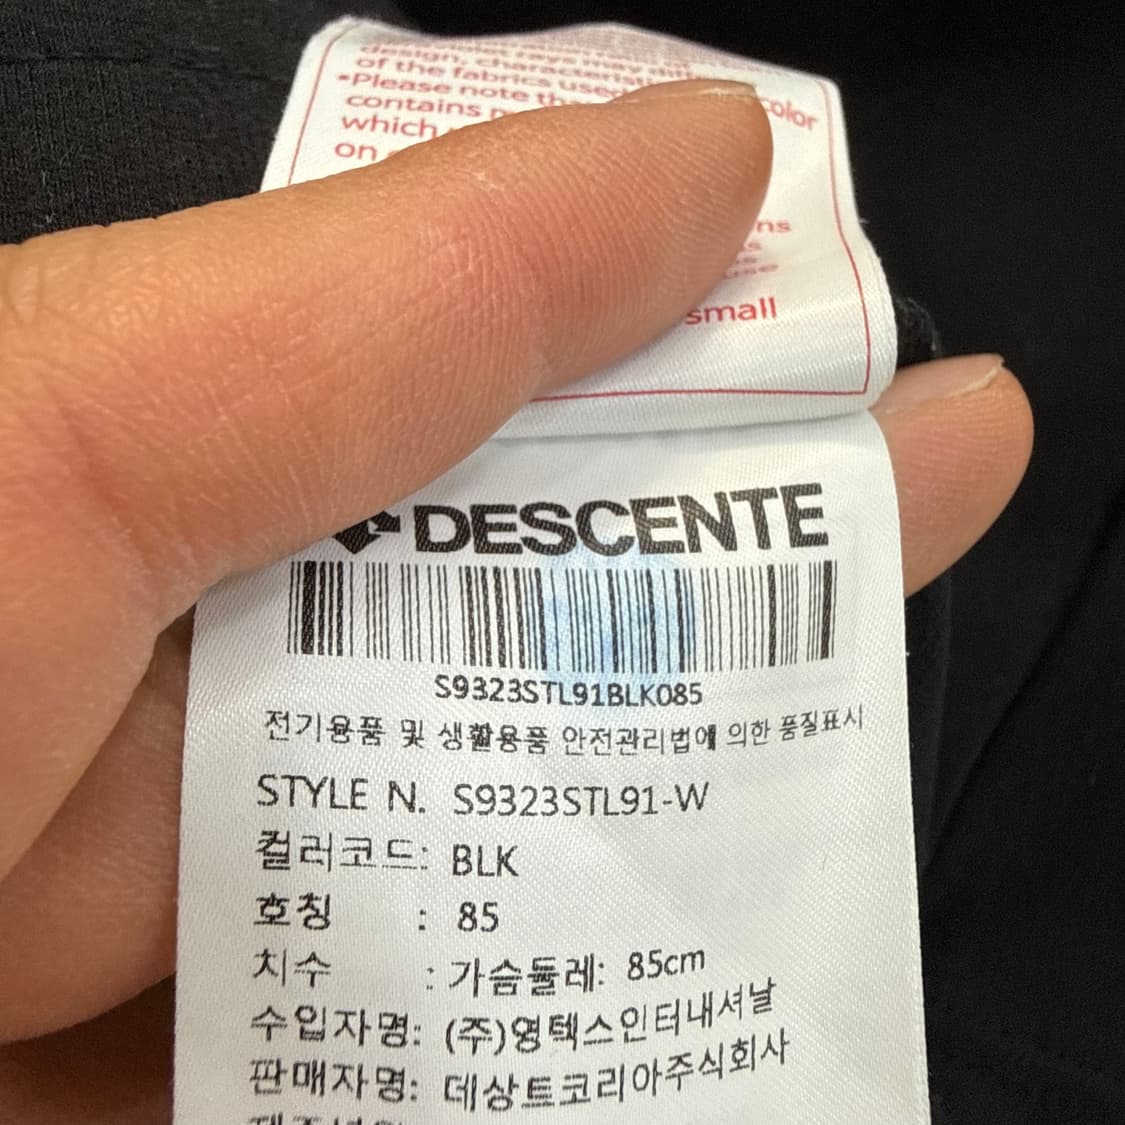 design, characterist
of the fabrics used color
•Please note th
contains
which
on
ns
use
small
DESCENTE
S9323STL91BLK085
전기용품 및 생활용품 안전관리법에 의한 품질표시
STYLE N. S9323STL91-W
컬러코드: BLK
호칭 : 85
치수 : 가슴둘레: 85cm
수입자명: (주)영텍스인터내셔날
판매자명: 데상트코리아주식회사